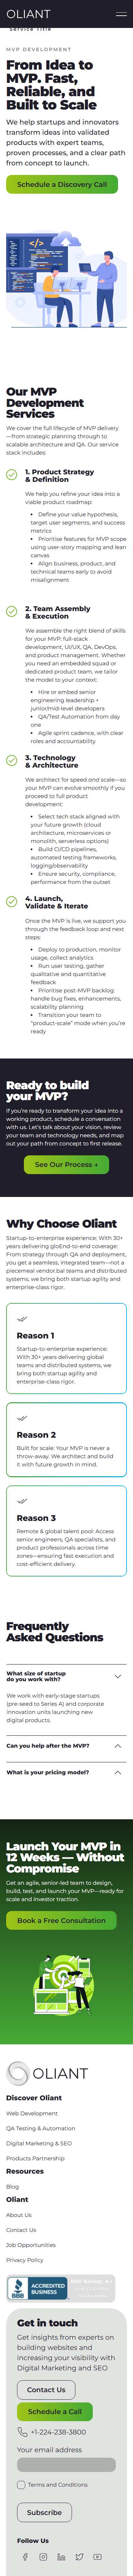 OLIANT
Service Title
MVP DEVELOPMENT
From Idea to
MVP. Fast,
Reliable, and
Built to Scale
We help startups and innovators
transform ideas into validated
products with expert teams,
proven processes, and a clear path
from concept to launch.
Schedule a Discovery Call
Our MVP
Development
Services
We cover the full lifecycle of MVP delivery
—from strategic planning through to
scalable architecture and QA. Our service
stack includes:
1. Product Strategy
& Definition
We help you refine your idea into a
viable product roadmap:
• Define your value hypothesis,
target user segments, and success
metrics
• Prioritize features for MVP scope
using user-story mapping and lean
canvas
• Align business, product, and
technical teams early to avoid
misalignment
2. Team Assembly
& Execution
We assemble the right blend of skills
for your MVP: full-stack
development, UI/UX, QA, DevOps,
and product management. Whether
you need an embedded squad or
dedicated product team, we tailor
the model to your context:
• Hire or embed senior
engineering leadership +
junior/mid-level developers
• QA/Test Automation from day
one
• Agile sprint cadence, with clear
roles and accountability
3. Technology
& Architecture
We architect for speed and scale—so
your MVP can evolve smoothly if you
proceed to full product
development:
• Select tech stack aligned with
your future growth (cloud
architecture, microservices or
monolith, serverless options)
• Build CI/CD pipelines,
automated testing frameworks,
logging/observability
• Ensure security, compliance,
performance from the outset
4. Launch,
Validate & Iterate
Once the MVP is live, we support you
through the feedback loop and next
steps:
• Deploy to production, monitor
usage, collect analytics
• Run user testing, gather
qualitative and quantitative
feedback
• Prioritise post-MVP backlog:
handle bug fixes, enhancements,
scalability planning
• Transition your team to
“product-scale” mode when you’re
ready
Ready to build
your MVP?
If you’re ready to transform your idea into a
working product, schedule a conversation
with us. Let’s talk about your vision, review
your team and technology needs, and map
out your path from concept to first release.
See Our Process →
Why Choose Oliant
Startup-to-enterprise experience: With 30+
years delivering global-to-end coverage:
From strategy through QA and deployment,
you get a seamless, integrated team—not a
patchwork vendor blend teams and distributed
systems, we bring both startup agility and
enterprise-class rigor.
Reason 1
Startup-to-enterprise experience:
With 30+ years delivering global
teams and distributed systems, we
bring both startup agility and
enterprise-class rigor.
Reason 2
Built for scale: Your MVP is never a
throw-away. We architect and build
it with future growth in mind.
Reason 3
Remote & global talent pool: Access
senior engineers, QA specialists, and
product professionals across time
zones—ensuring fast execution and
cost-efficient delivery.
Frequently
Asked Questions
What size of startup
do you work with?
We work with early-stage startups
(pre-seed to Series A) and corporate
innovation units launching new
digital products.
Can you help after the MVP?
What is your pricing model?
Launch Your MVP in
12 Weeks — Without
Compromise
Get an agile, senior-led team to design,
build, test, and launch your MVP—ready for
scale and investor traction.
Book a Free Consultation
OLIANT
Discover Oliant
Web Development
QA Testing & Automation
Digital Marketing & SEO
Products Partnership
Resources
Blog
Oliant
About Us
Contact Us
Job Opportunities
Privacy Policy
ACCREDITED
BUSINESS
BBB
BBB Rating: A+
Get in touch
Get insights from experts on
building websites and
increasing your visibility with
Digital Marketing and SEO
Contact Us
Schedule a Call
+1-224-238-3800
Your email address
Terms and Conditions
Subscribe
Follow Us